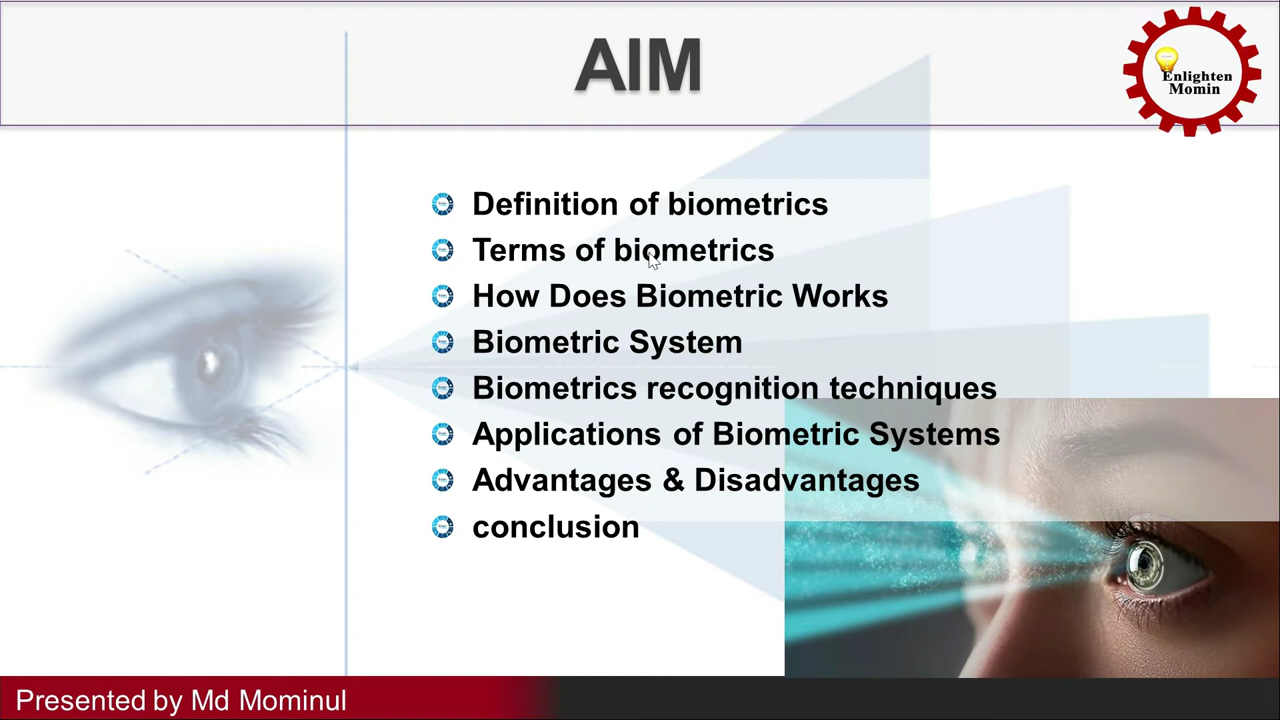 AIM
Enlighten
Momin
Definition of biometrics
Terms of biometrics
How Does Biometric Works
Biometric System
Biometrics recognition techniques
Applications of Biometric Systems
Advantages & Disadvantages
conclusion
Presented by Md Mominul